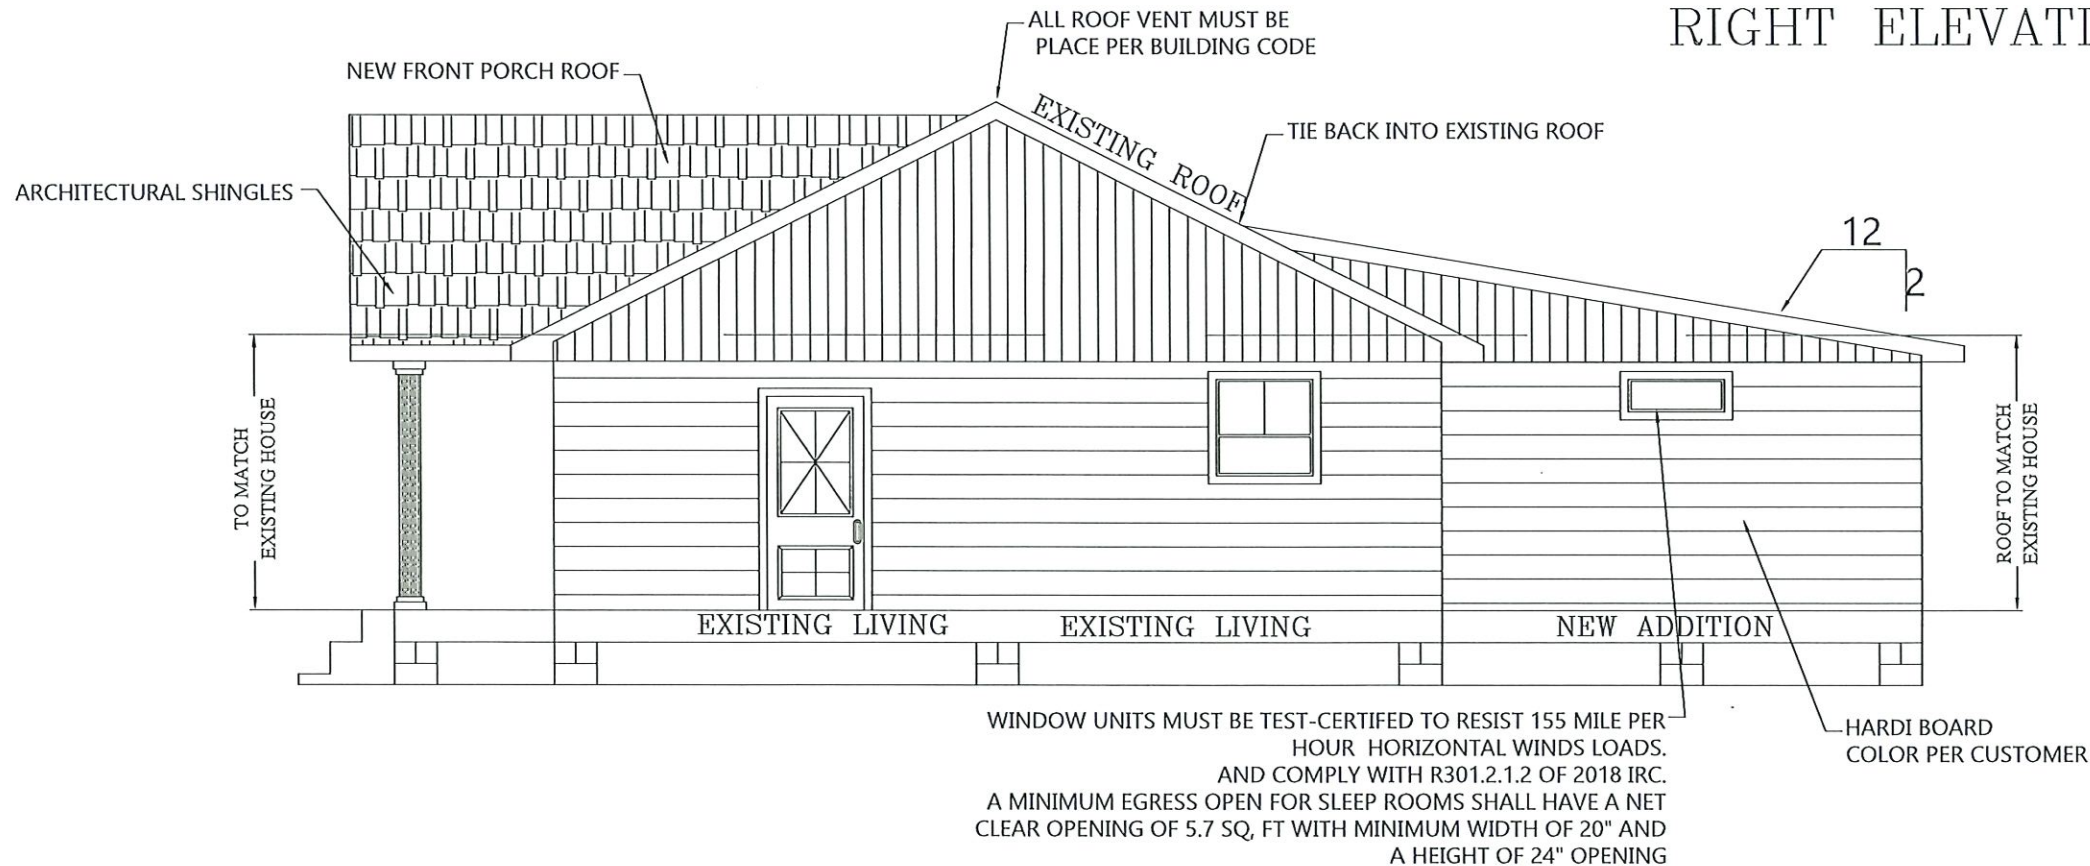 RIGHT ELEVATI
ALL ROOF VENT MUST BE
PLACE PER BUILDING CODE
NEW FRONT PORCH ROOF
EXISTING ROOF
TIE BACK INTO EXISTING ROOF
ARCHITECTURAL SHINGLES
12
2
TO MATCH
EXISTING HOUSE
ROOF TO MATCH
EXISTING HOUSE
EXISTING LIVING
EXISTING LIVING
NEW ADDITION
WINDOW UNITS MUST BE TEST-CERTIFED TO RESIST 155 MILE PER
HOUR HORIZONTAL WINDS LOADS.
AND COMPLY WITH R301.2.1.2 OF 2018 IRC.
A MINIMUM EGRESS OPEN FOR SLEEP ROOMS SHALL HAVE A NET
CLEAR OPENING OF 5.7 SQ, FT WITH MINIMUM WIDTH OF 20" AND
A HEIGHT OF 24" OPENING
HARDI BOARD
COLOR PER CUSTOMER